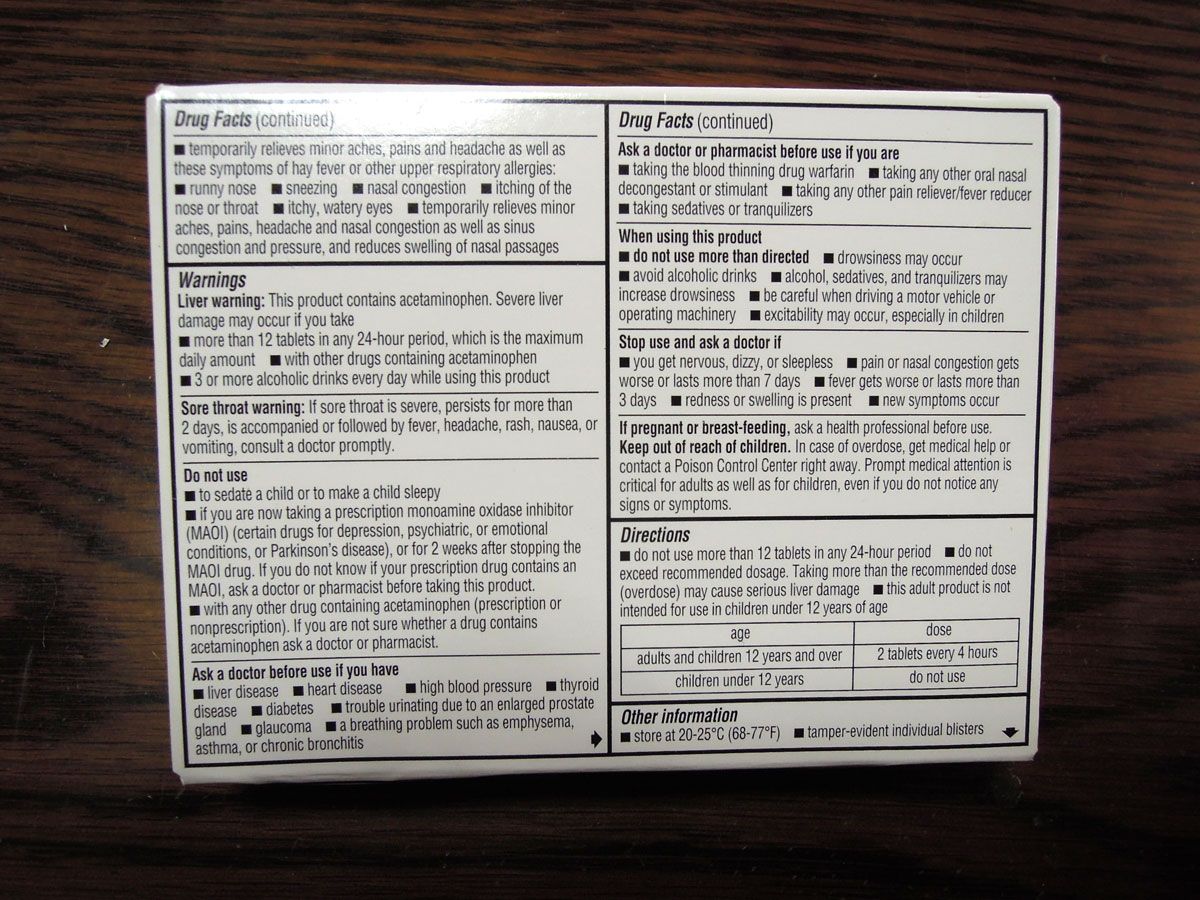 Drug Facts (continued)
■ temporarily relieves minor aches, pains and headache as well as
these symptoms of hay fever or other upper respiratory allergies:
■ runny nose ■ sneezing ■ nasal congestion ■ itching of the
nose or throat ■ itchy, watery eyes ■ temporarily relieves minor
aches, pains, headache and nasal congestion as well as sinus
congestion and pressure, and reduces swelling of nasal passages
Warnings
Liver warning: This product contains acetaminophen. Severe liver
damage may occur if you take
■ more than 12 tablets in any 24-hour period, which is the maximum
daily amount ■ with other drugs containing acetaminophen
■ 3 or more alcoholic drinks every day while using this product
Sore throat warning: If sore throat is severe, persists for more than
2 days, is accompanied or followed by fever, headache, rash, nausea, or
vomiting, consult a doctor promptly.
Do not use
■ to sedate a child or to make a child sleepy
■ if you are now taking a prescription monoamine oxidase inhibitor
(MAOI) (certain drugs for depression, psychiatric, or emotional
conditions, or Parkinson's disease), or for 2 weeks after stopping the
MAOI drug. If you do not know if your prescription drug contains an
MAOI, ask a doctor or pharmacist before taking this product.
■ with any other drug containing acetaminophen (prescription or
nonprescription). If you are not sure whether a drug contains
acetaminophen ask a doctor or pharmacist.
Ask a doctor before use if you have
■ liver disease ■ heart disease ■ high blood pressure ■ thyroid
disease ■ diabetes ■ trouble urinating due to an enlarged prostate
gland ■ glaucoma ■ a breathing problem such as emphysema,
asthma, or chronic bronchitis
Drug Facts (continued)
Ask a doctor or pharmacist before use if you are
■ taking the blood thinning drug warfarin ■ taking any other oral nasal
decongestant or stimulant ■ taking any other pain reliever/fever reducer
■ taking sedatives or tranquilizers
When using this product
■ do not use more than directed ■ drowsiness may occur
■ avoid alcoholic drinks ■ alcohol, sedatives, and tranquilizers may
increase drowsiness ■ be careful when driving a motor vehicle or
operating machinery ■ excitability may occur, especially in children
Stop use and ask a doctor if
■ you get nervous, dizzy, or sleepless ■ pain or nasal congestion gets
worse or lasts more than 7 days ■ fever gets worse or lasts more than
3 days ■ redness or swelling is present ■ new symptoms occur
If pregnant or breast-feeding, ask a health professional before use.
Keep out of reach of children. In case of overdose, get medical help or
contact a Poison Control Center right away. Prompt medical attention is
critical for adults as well as for children, even if you do not notice any
signs or symptoms.
Directions
■ do not use more than 12 tablets in any 24-hour period ■ do not
exceed recommended dosage. Taking more than the recommended dose
(overdose) may cause serious liver damage ■ this adult product is not
intended for use in children under 12 years of age
age dose
adults and children 12 years and over 2 tablets every 4 hours
children under 12 years do not use
Other information
■ store at 20-25°C (68-77°F) ■ tamper-evident individual blisters